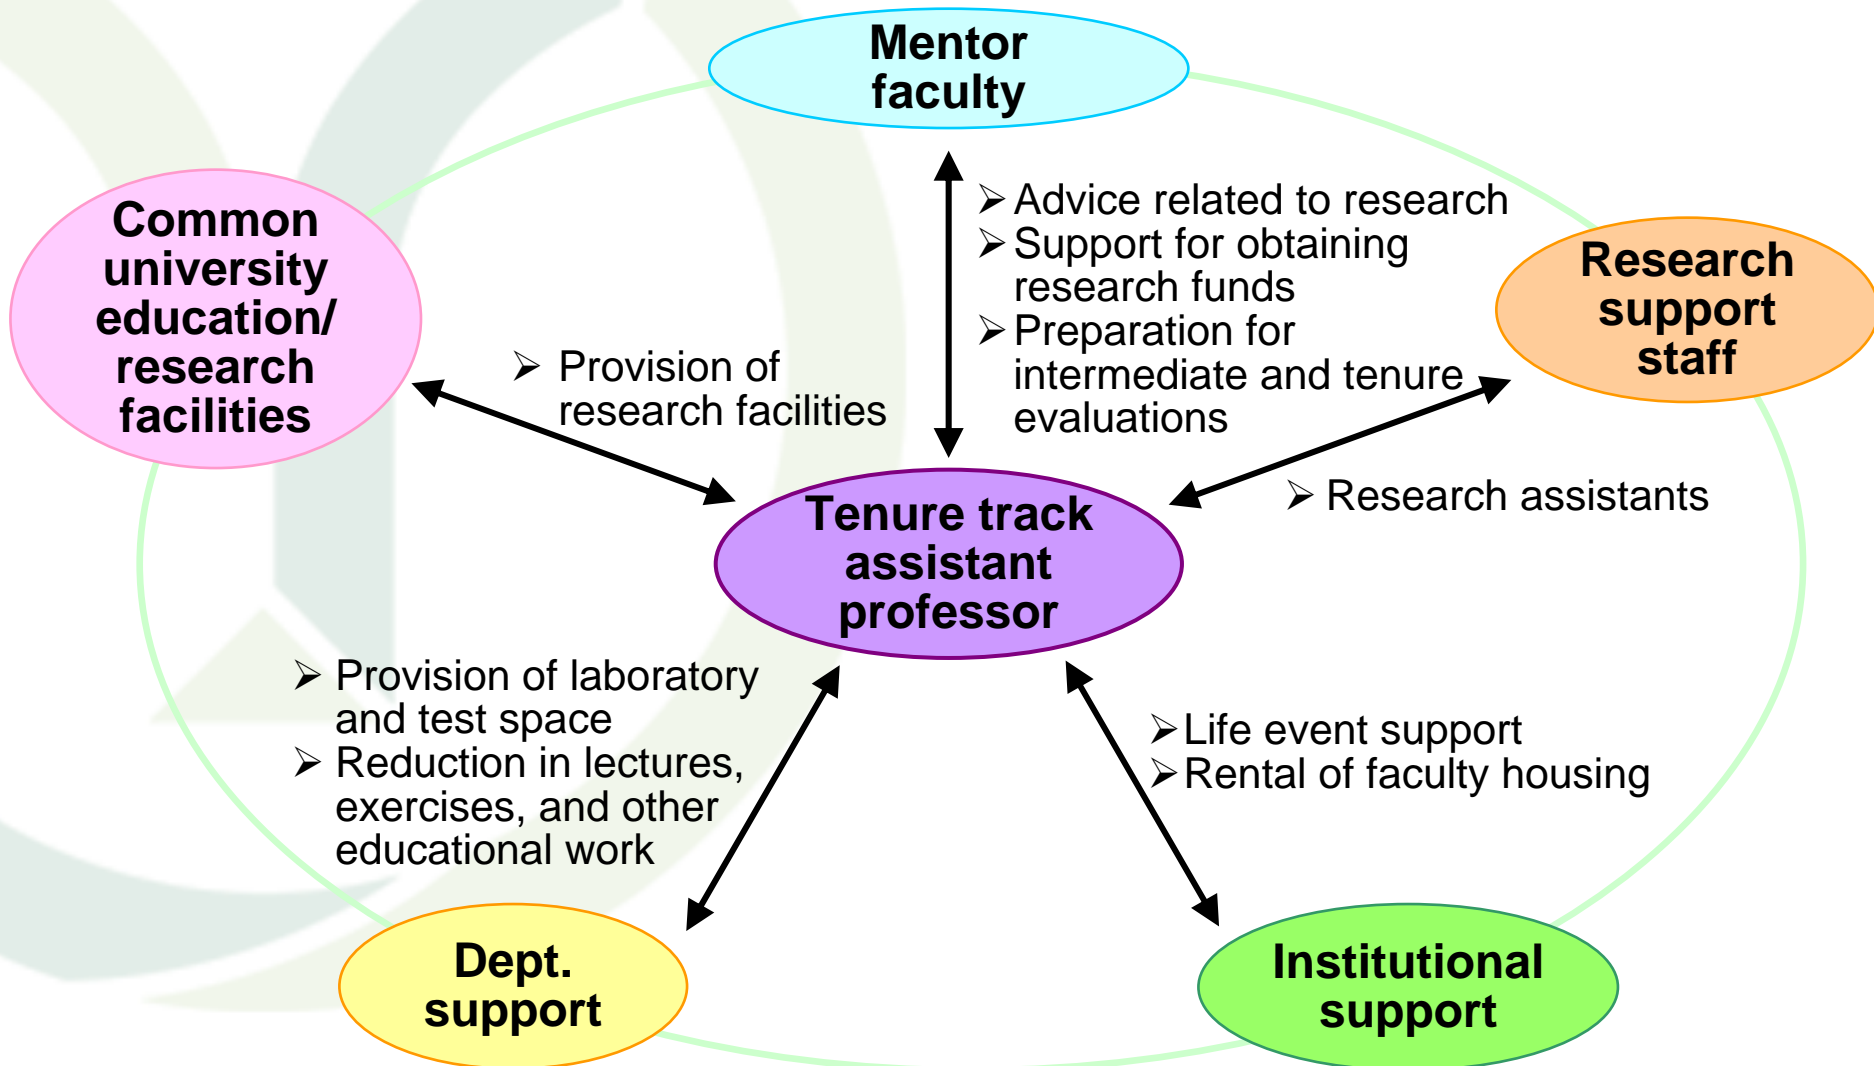 Mentor
faculty
Common
university
education/
research
facilities
➢ Advice related to research
➢ Support for obtaining
research funds
➢ Preparation for
intermediate and tenure
evaluations
Research
support
staff
➢ Provision of
research facilities
➢ Research assistants
Tenure track
assistant
professor
➢ Provision of laboratory
and test space
➢ Reduction in lectures,
exercises, and other
educational work
➢ Life event support
➢ Rental of faculty housing
Dept.
support
Institutional
support